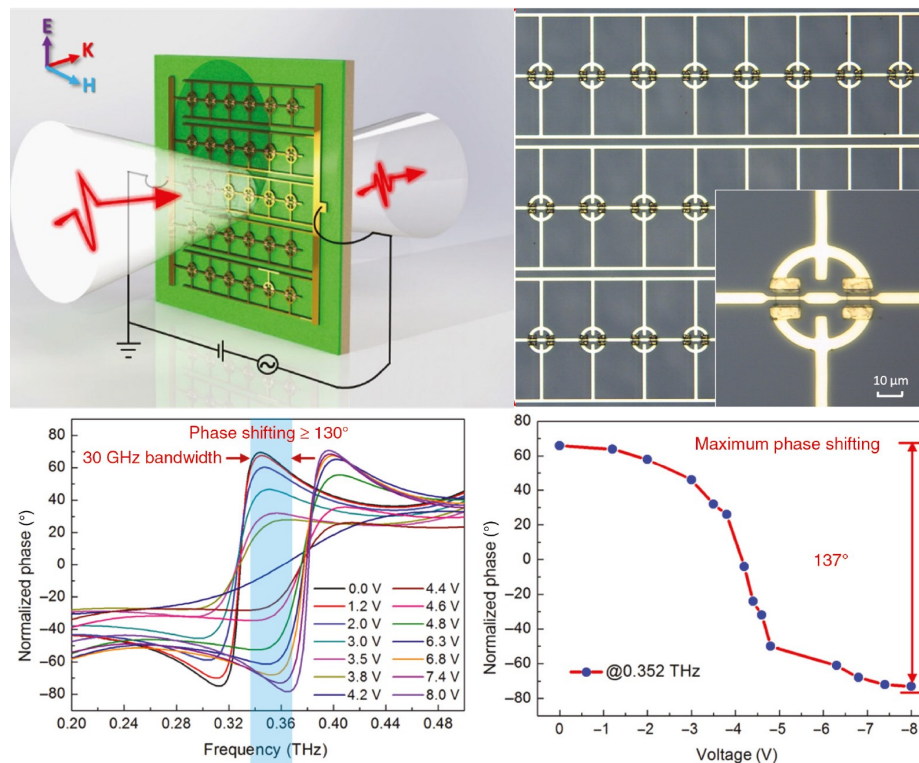 E
K
H
10 μm
Phase shifting ≥ 130°
30 GHz bandwidth
Normalized phase (°)
80
60
40
20
0
−20
−40
−60
−80
0.0 V
1.2 V
2.0 V
3.0 V
3.5 V
3.8 V
4.2 V
4.4 V
4.6 V
4.8 V
6.3 V
6.8 V
7.4 V
8.0 V
0.20 0.24 0.28 0.32 0.36 0.40 0.44 0.48
Frequency (THz)
Maximum phase shifting
137°
Normalized phase (°)
80
60
40
20
0
−20
−40
−60
−80
@0.352 THz
0 −1 −2 −3 −4 −5 −6 −7 −8
Voltage (V)